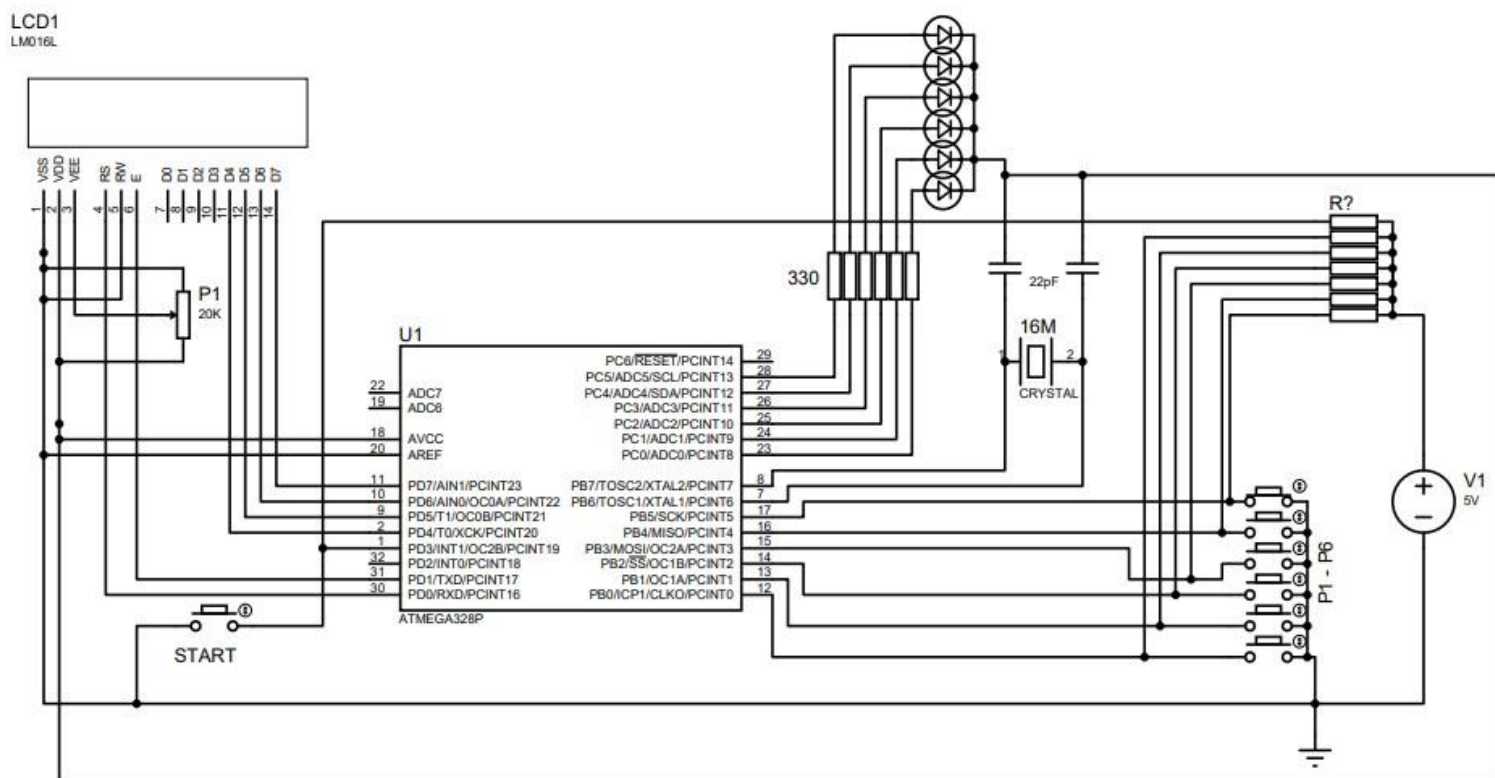 LCD1
LM016L
VSS
VDD
VEE
RS
RW
E
D0
D1
D2
D3
D4
D5
D6
D7
1
2
3
4
5
6
7
8
9
10
11
12
13
14
P1
20K
330
22pF
16M
1
2
CRYSTAL
R?
U1
22
ADC7
19
ADC6
18
AVCC
20
AREF
11
PD7/AIN1/PCINT23
10
PD6/AIN0/OC0A/PCINT22
9
PD5/T1/OC0B/PCINT21
2
PD4/T0/XCK/PCINT20
1
PD3/INT1/OC2B/PCINT19
32
PD2/INT0/PCINT18
31
PD1/TXD/PCINT17
30
PD0/RXD/PCINT16
PC6/RESET/PCINT14
29
PC5/ADC5/SCL/PCINT13
28
PC4/ADC4/SDA/PCINT12
27
PC3/ADC3/PCINT11
26
PC2/ADC2/PCINT10
25
PC1/ADC1/PCINT9
24
PC0/ADC0/PCINT8
23
PB7/TOSC2/XTAL2/PCINT7
8
PB6/TOSC1/XTAL1/PCINT6
7
PB5/SCK/PCINT5
17
PB4/MISO/PCINT4
16
PB3/MOSI/OC2A/PCINT3
15
PB2/SS/OC1B/PCINT2
14
PB1/OC1A/PCINT1
13
PB0/ICP1/CLKO/PCINT0
12
ATMEGA328P
START
P1 - P6
V1
5V